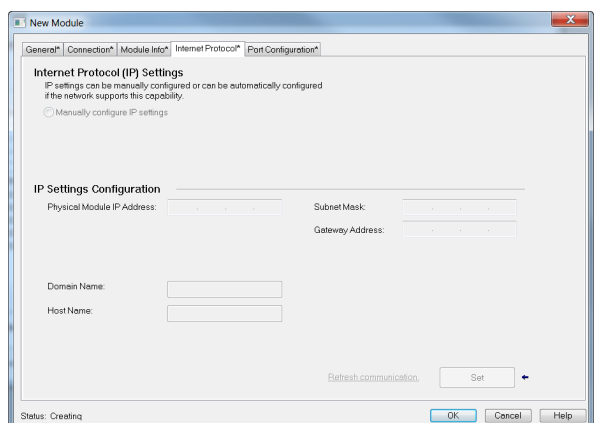 New Module
General* Connection* Module Info* Internet Protocol* Port Configuration*
Internet Protocol (IP) Settings
IP settings can be manually configured or can be automatically configured
if the network supports this capability.
Manually configure IP settings
IP Settings Configuration
Physical Module IP Address: . . . Subnet Mask: . . .
Gateway Address: . . .
Domain Name:
Host Name:
Refresh communication. Set
Status: Creating OK Cancel Help